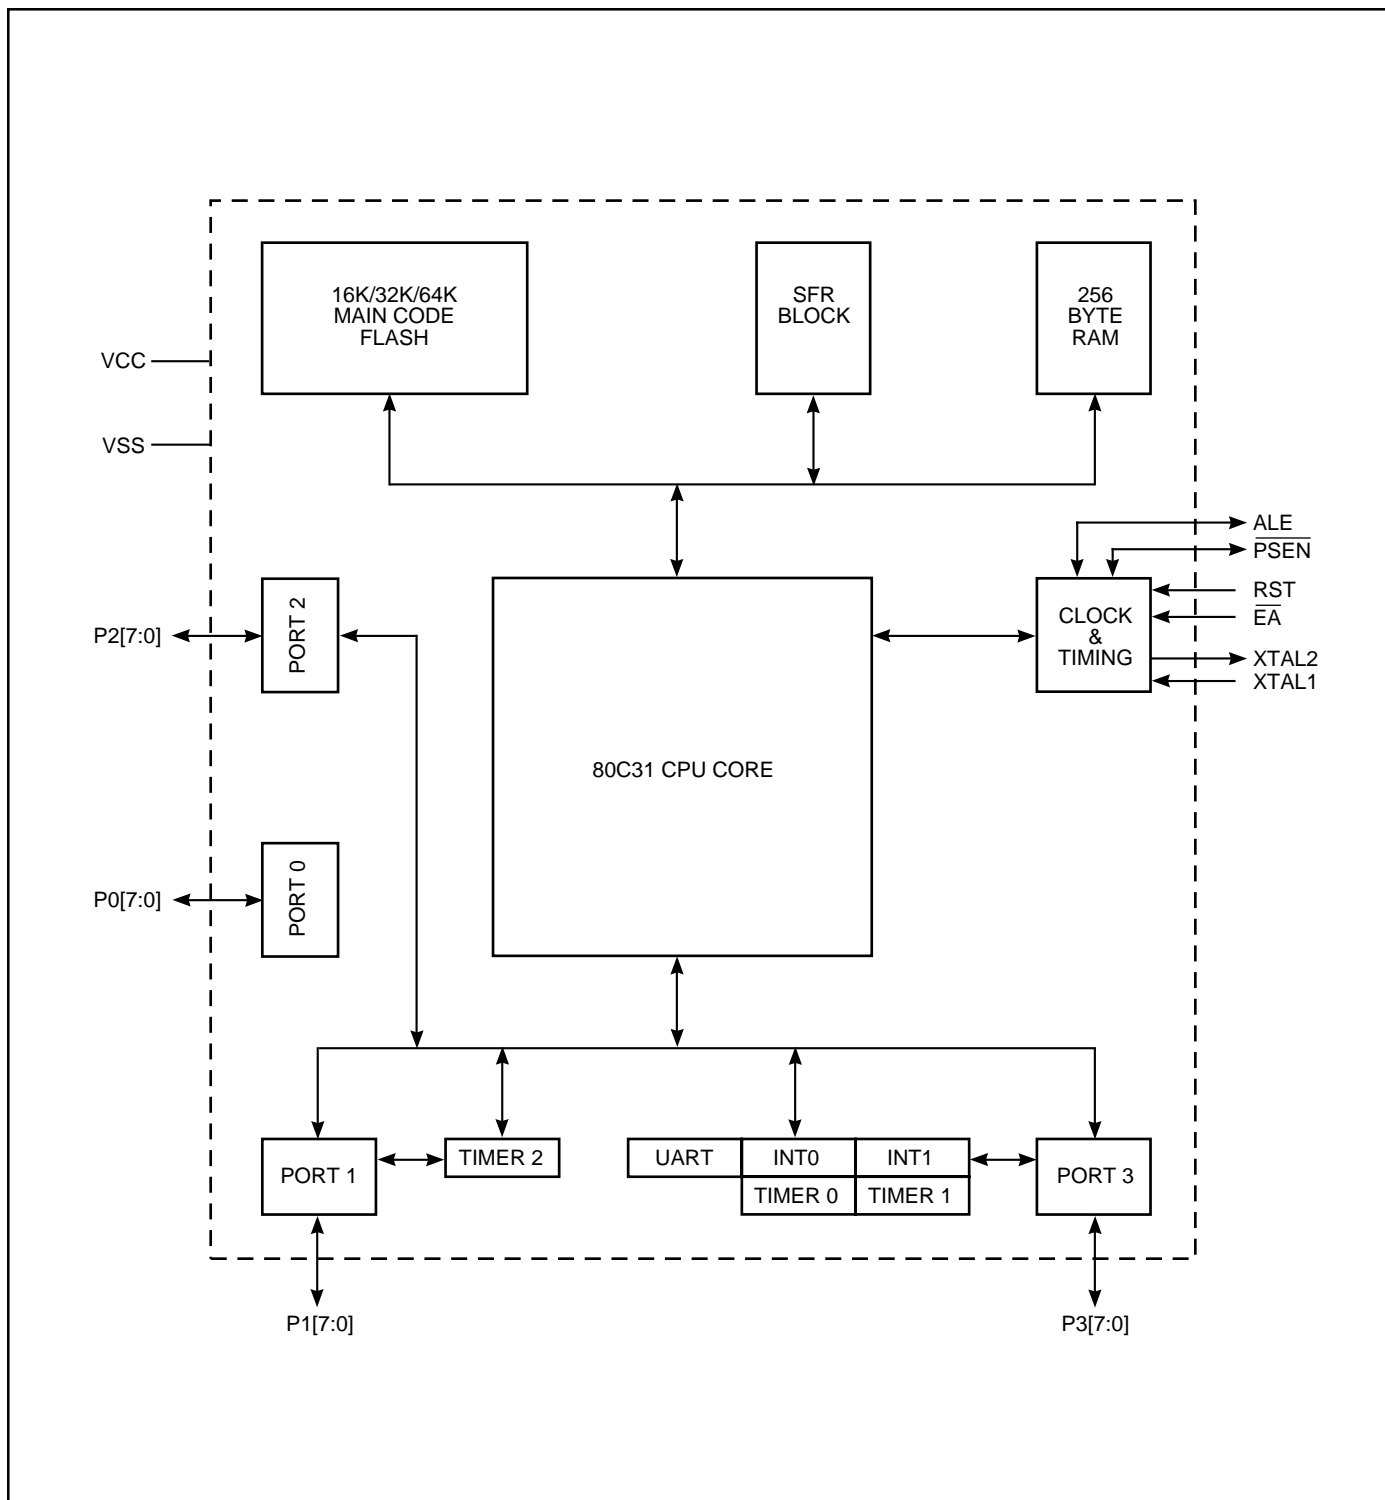 16K/32K/64K
MAIN CODE
FLASH
SFR
BLOCK
256
BYTE
RAM
VCC
VSS
ALE
PSEN
RST
EA
XTAL2
XTAL1
CLOCK
&
TIMING
P2[7:0]
PORT 2
80C31 CPU CORE
P0[7:0]
PORT 0
PORT 1
TIMER 2
UART
INT0
INT1
TIMER 0
TIMER 1
PORT 3
P1[7:0]
P3[7:0]